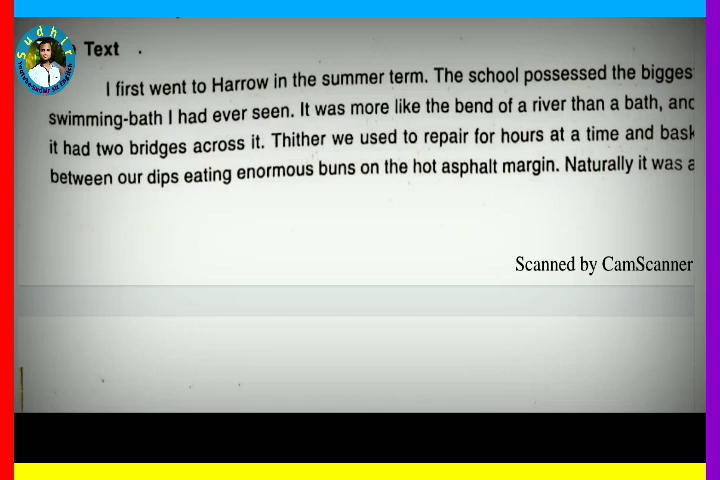 Sudhir
Text .
I first went to Harrow in the summer term. The school possessed the bigges
swimming-bath I had ever seen. It was more like the bend of a river than a bath, and
it had two bridges across it. Thither we used to repair for hours at a time and bask
between our dips eating enormous buns on the hot asphalt margin. Naturally it was a
Scanned by CamScanner